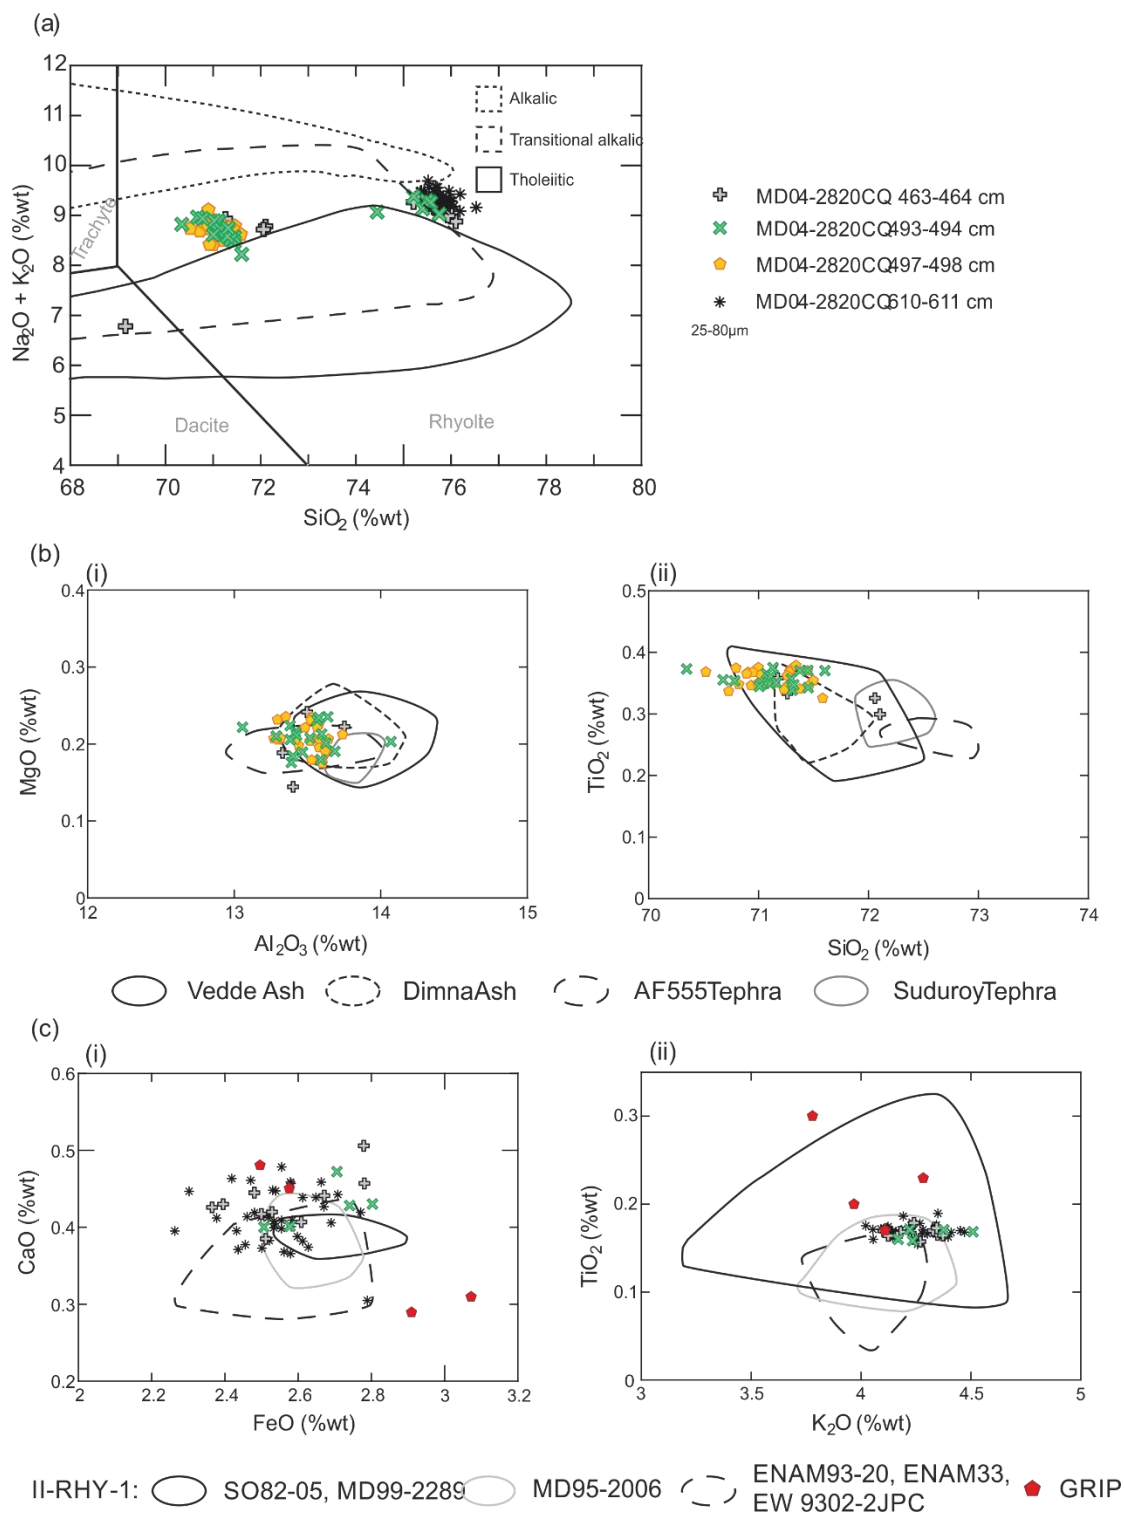 (a)
12
11
10
9
8
7
6
5
4
Na2O + K2O (%wt)
Alkalic
Transitional alkalic
Tholeiitic
Trachyte
Dacite
Rhyolte
68 70 72 74 76 78 80
SiO2 (%wt)
MD04-2820CQ 463-464 cm
MD04-2820CQ 493-494 cm
MD04-2820CQ 497-498 cm
MD04-2820CQ 610-611 cm
25-80µm
(b)
(i)
0.4
0.3
0.2
0.1
0
MgO (%wt)
12 13 14 15
Al2O3 (%wt)
(ii)
0.5
0.4
0.3
0.2
0.1
0
TiO2 (%wt)
70 71 72 73 74
SiO2 (%wt)
Vedde Ash DimnaAsh AF555Tephra SuduroyTephra
(c)
(i)
0.6
0.5
0.4
0.3
0.2
CaO (%wt)
2 2.2 2.4 2.6 2.8 3 3.2
FeO (%wt)
(ii)
0.3
0.2
0.1
0
TiO2 (%wt)
3 3.5 4 4.5 5
K2O (%wt)
II-RHY-1: SO82-05, MD99-2289 MD95-2006 ENAM93-20, ENAM33,
EW 9302-2JPC GRIP